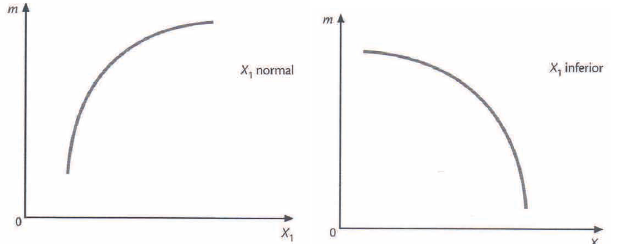 m
X₁ normal
0
X₁
m
X₁ inferior
0
X